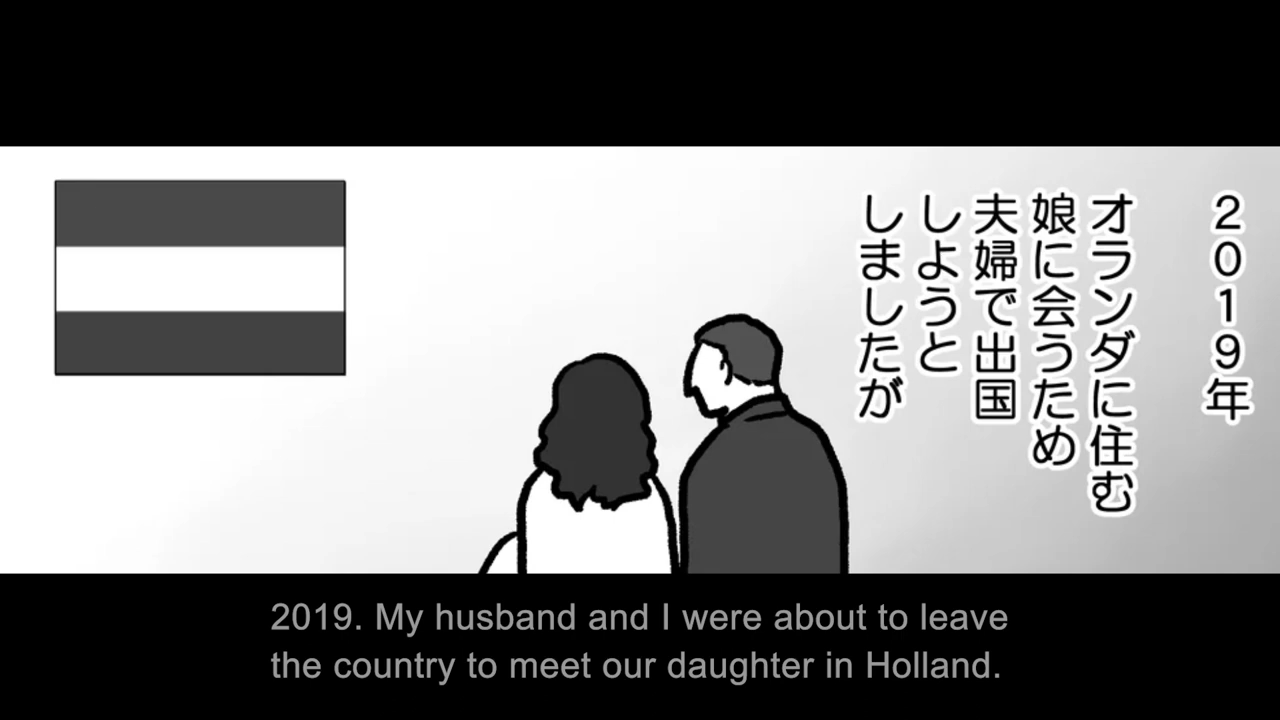 2019年
オランダに住む
娘に会うため
夫婦で出国
しようと
しましたが
2019. My husband and I were about to leave
the country to meet our daughter in Holland.